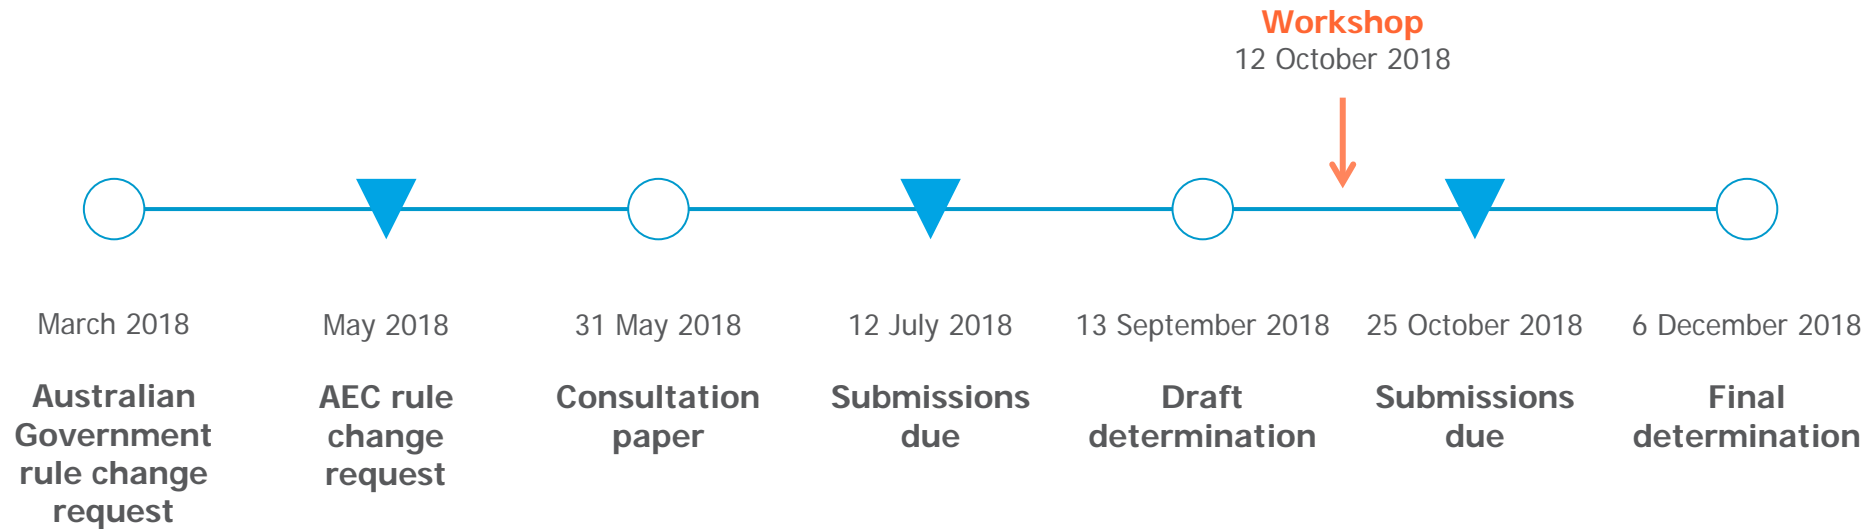 Workshop
12 October 2018
March 2018
Australian
Government
rule change
request
May 2018
AEC rule
change
request
31 May 2018
Consultation
paper
12 July 2018
Submissions
due
13 September 2018
Draft
determination
25 October 2018
Submissions
due
6 December 2018
Final
determination